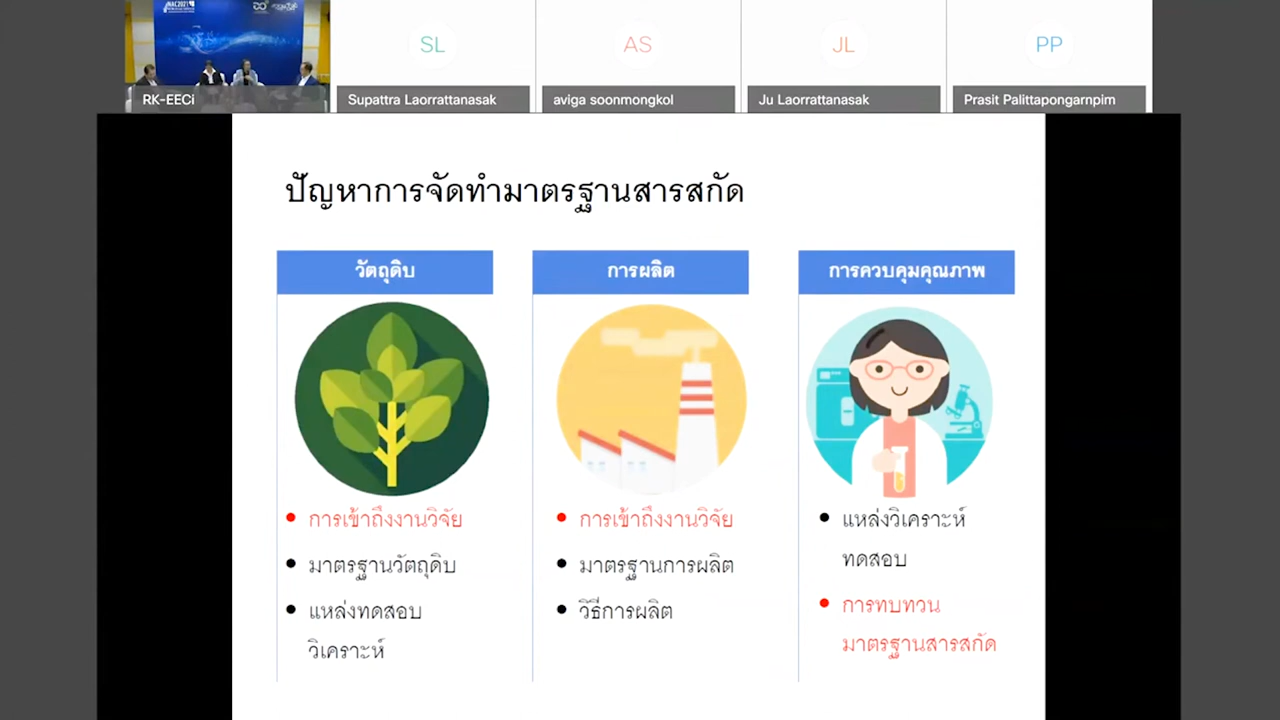 NAC2021
SL
AS
JL
PP
RK-EECi
Supattra Laorrattanasak
aviga soonmongkol
Ju Laorrattanasak
Prasit Palittapongarnpim
ปัญหาการจัดทำมาตรฐานสารสกัด
วัตถุดิบ
การเข้าถึงงานวิจัย
มาตรฐานวัตถุดิบ
แหล่งทดสอบ
วิเคราะห์
การผลิต
การเข้าถึงงานวิจัย
มาตรฐานการผลิต
วิธีการผลิต
การควบคุมคุณภาพ
แหล่งวิเคราะห์
ทดสอบ
การทบทวน
มาตรฐานสารสกัด